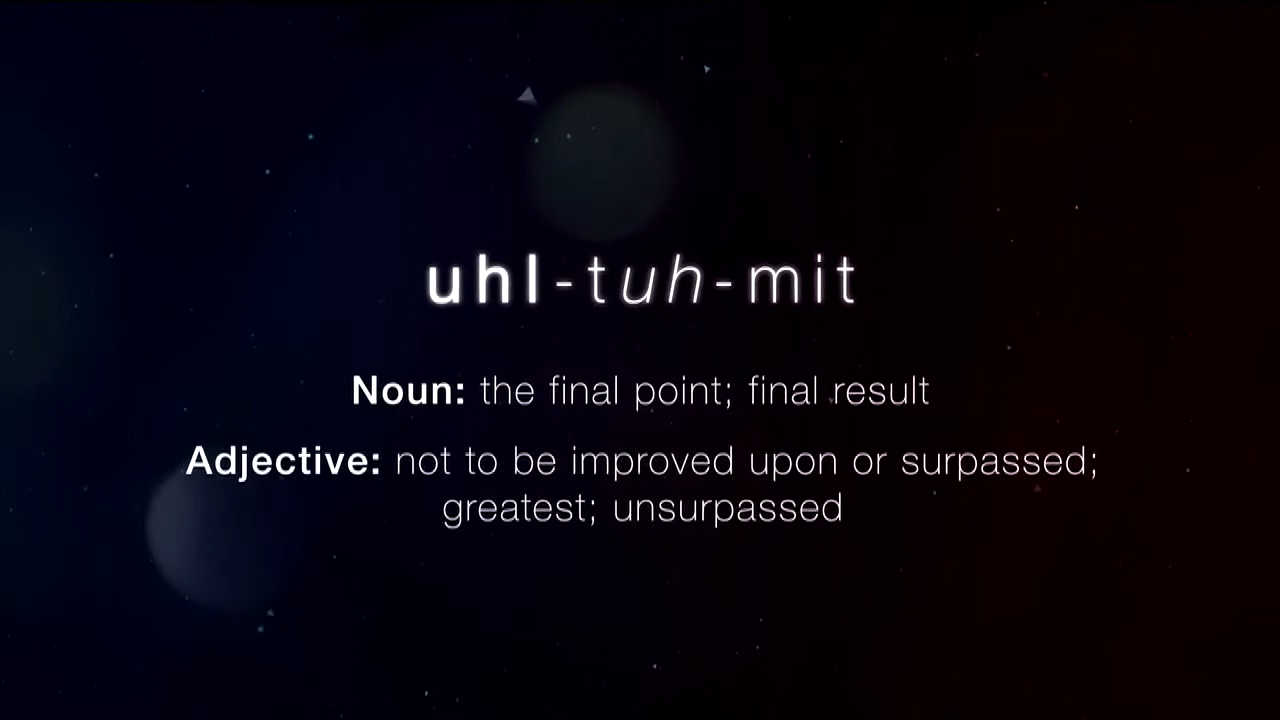 uhl-tuh-mit
Noun: the final point; final result
Adjective: not to be improved upon or surpassed;
greatest; unsurpassed